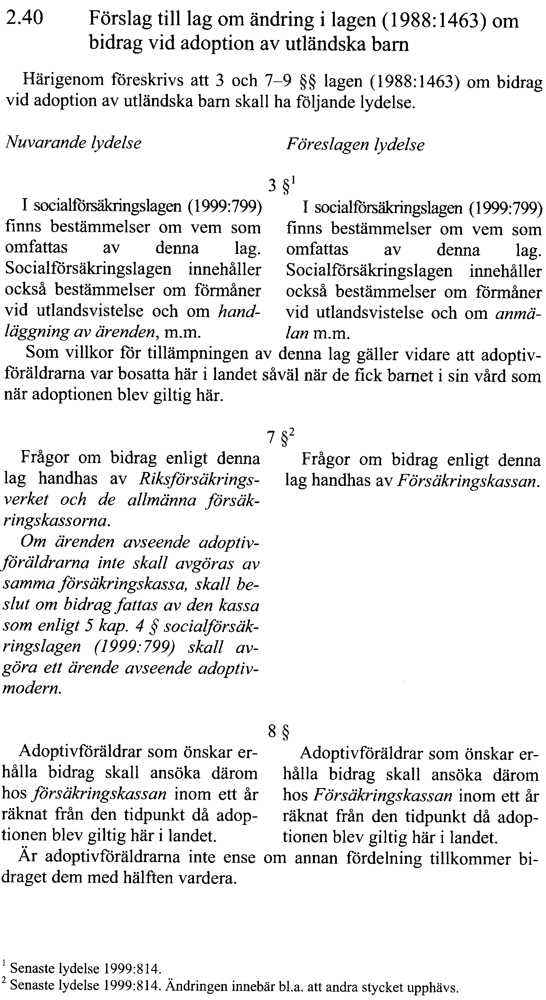 2.40 Förslag till lag om ändring i lagen (1988:1463) om
bidrag vid adoption av utländska barn
Härigenom föreskrivs att 3 och 7–9 §§ lagen (1988:1463) om bidrag
vid adoption av utländska barn skall ha följande lydelse.
Nuvarande lydelse
Föreslagen lydelse
3 §¹
I socialförsäkringslagen (1999:799)
finns bestämmelser om vem som
omfattas av denna lag.
Socialförsäkringslagen innehåller
också bestämmelser om förmåner
vid utlandsvistelse och om hand-
läggning av ärenden, m.m.
I socialförsäkringslagen (1999:799)
finns bestämmelser om vem som
omfattas av denna lag.
Socialförsäkringslagen innehåller
också bestämmelser om förmåner
vid utlandsvistelse och om anmä-
lan m.m.
Som villkor för tillämpningen av denna lag gäller vidare att adoptiv-
föräldrarna var bosatta här i landet såväl när de fick barnet i sin vård som
när adoptionen blev giltig här.
7 §²
Frågor om bidrag enligt denna
lag handhas av Riksförsäkrings-
verket och de allmänna försäk-
ringskassorna.
Om ärenden avseende adoptiv-
föräldrarna inte skall avgöras av
samma försäkringskassa, skall be-
slut om bidrag fattas av den kassa
som enligt 5 kap. 4 § socialförsäk-
ringslagen (1999:799) skall av-
göra ett ärende avseende adoptiv-
modern.
Frågor om bidrag enligt denna
lag handhas av Försäkringskassan.
8 §
Adoptivföräldrar som önskar er-
hålla bidrag skall ansöka därom
hos försäkringskassan inom ett år
räknat från den tidpunkt då adop-
tionen blev giltig här i landet.
Adoptivföräldrar som önskar er-
hålla bidrag skall ansöka därom
hos Försäkringskassan inom ett år
räknat från den tidpunkt då adop-
tionen blev giltig här i landet.
Är adoptivföräldrarna inte ense om annan fördelning tillkommer bi-
draget dem med hälften vardera.
¹ Senaste lydelse 1999:814.
² Senaste lydelse 1999:814. Ändringen innebär bl.a. att andra stycket upphävs.